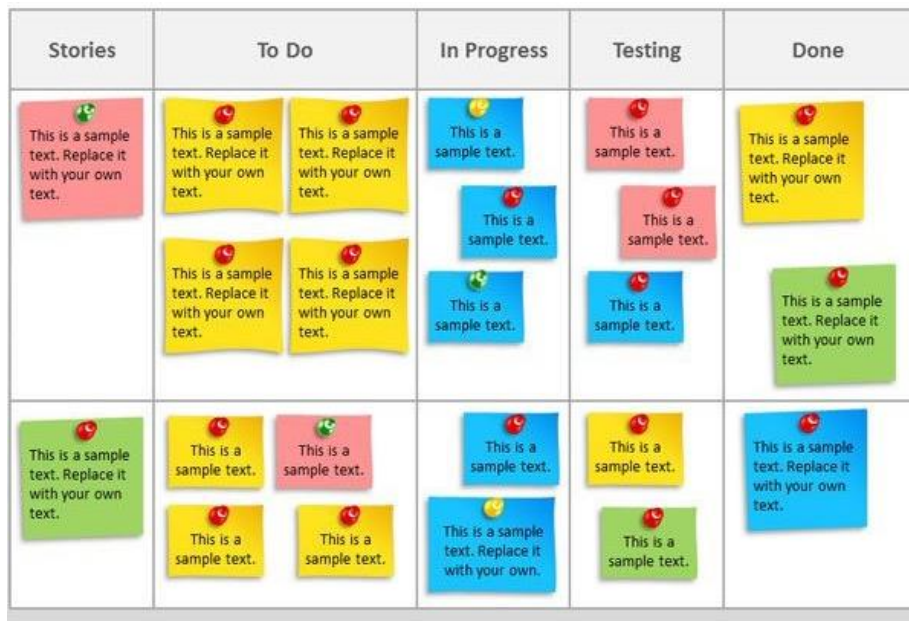 Stories
To Do
In Progress
Testing
Done
This is a sample
text. Replace it
with your own
text.
This is a sample
text. Replace it
with your own
text.
This is a sample
text. Replace it
with your own
text.
This is a sample
text. Replace it
with your own
text.
This is a sample
text. Replace it
with your own
text.
This is a
sample text.
This is a
sample text.
This is a
sample text.
This is a
sample text.
This is a
sample text.
This is a
sample text.
This is a sample
text. Replace it
with your own
text.
This is a sample
text. Replace it
with your own
text.
This is a sample
text. Replace it
with your own
text.
This is a
sample text.
This is a
sample text.
This is a
sample text.
This is a
sample text.
This is a
sample text.
This is a sample
text. Replace it
with your own.
This is a
sample text.
This is a
sample text.
This is a sample
text. Replace it
with your own
text.